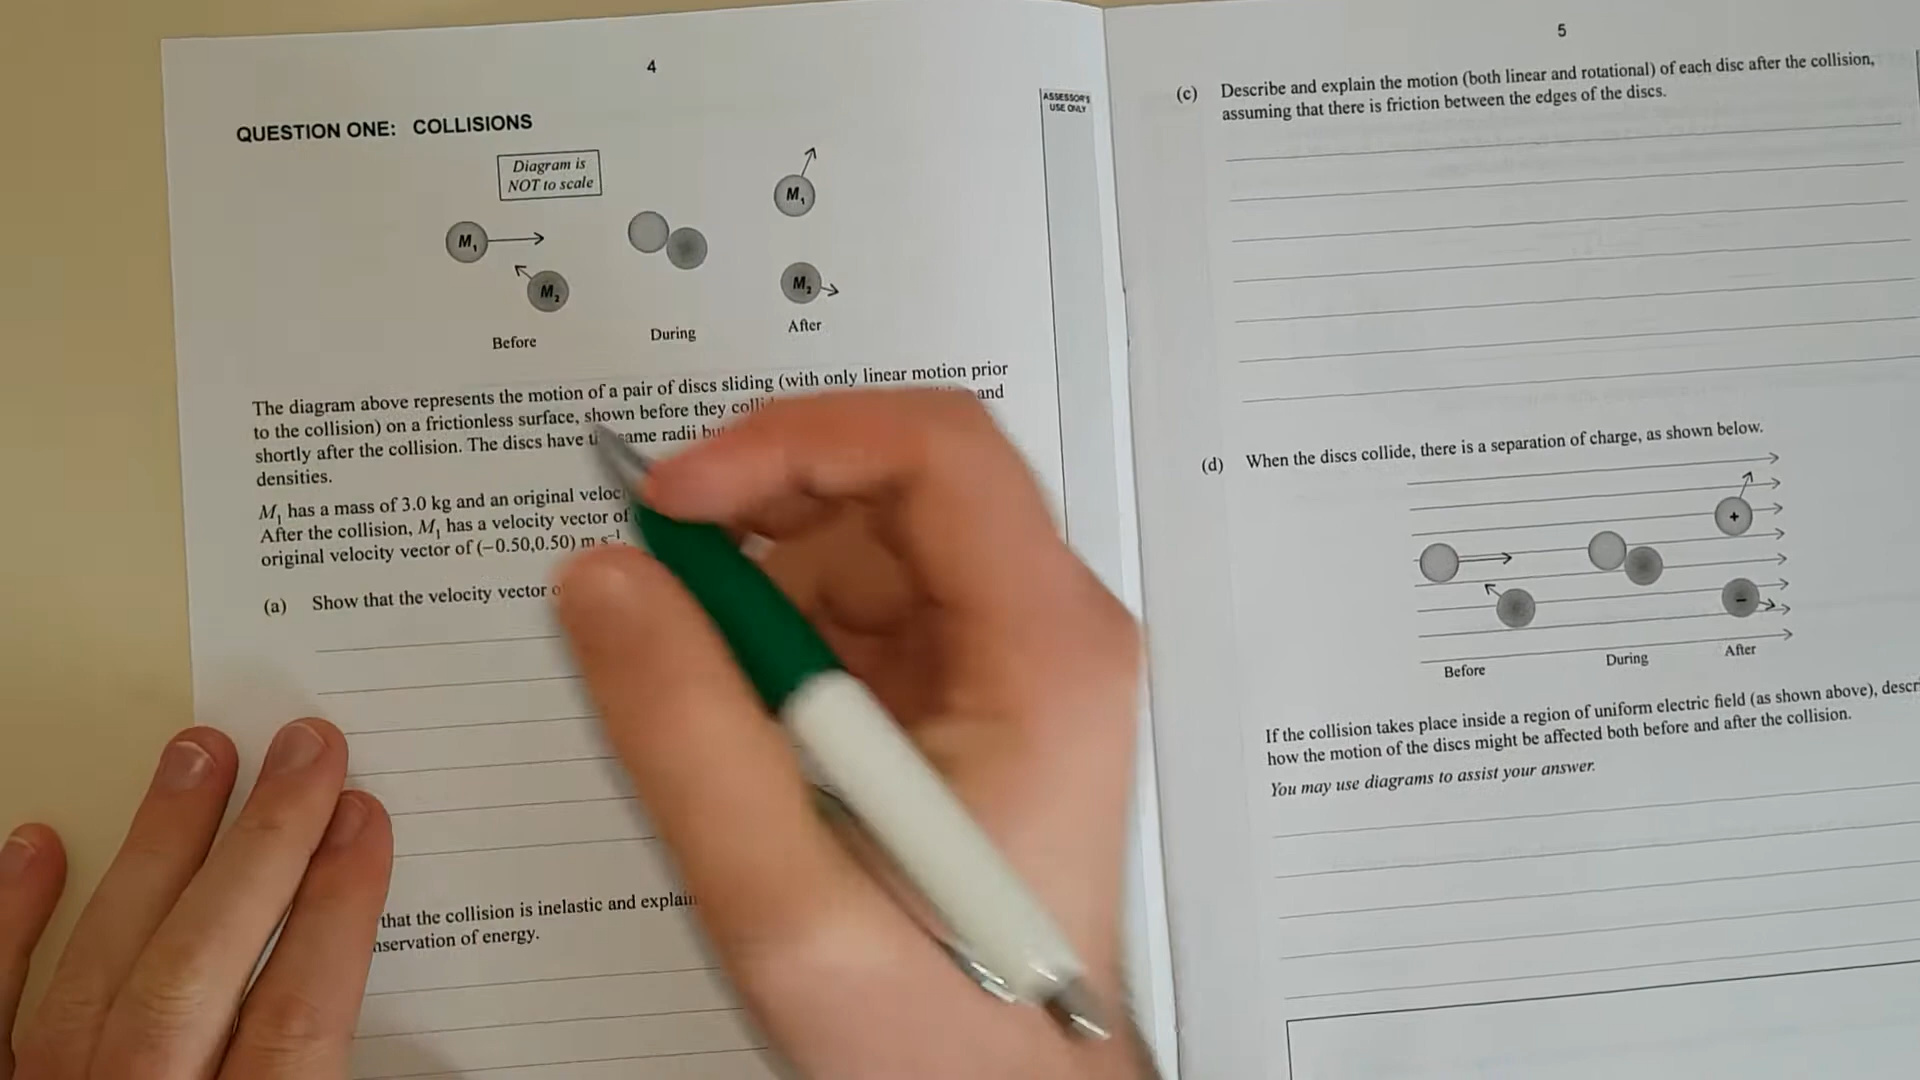 4
ASSESSOR'S
USE ONLY
QUESTION ONE: COLLISIONS
Diagram is
NOT to scale
M1
M2
M1
M2
Before
During
After
The diagram above represents the motion of a pair of discs sliding (with only linear motion prior
to the collision) on a frictionless surface, shown before they and
shortly after the collision. The discs have same radii
densities.
M1 has a mass of 3.0 kg and an original
After the collision, M1 has a velocity vector of
original velocity vector of (−0.50,0.50) m s−1.
(a) Show that the velocity vector
that the collision is inelastic and explain
of energy.
5
(c) Describe and explain the motion (both linear and rotational) of each disc after the collision,
assuming that there is friction between the edges of the discs.
(d) When the discs collide, there is a separation of charge, as shown below.
+
−
Before
During
After
If the collision takes place inside a region of uniform electric field (as shown above),
how the motion of the discs might be affected both before and after the collision.
You may use diagrams to assist your answer.